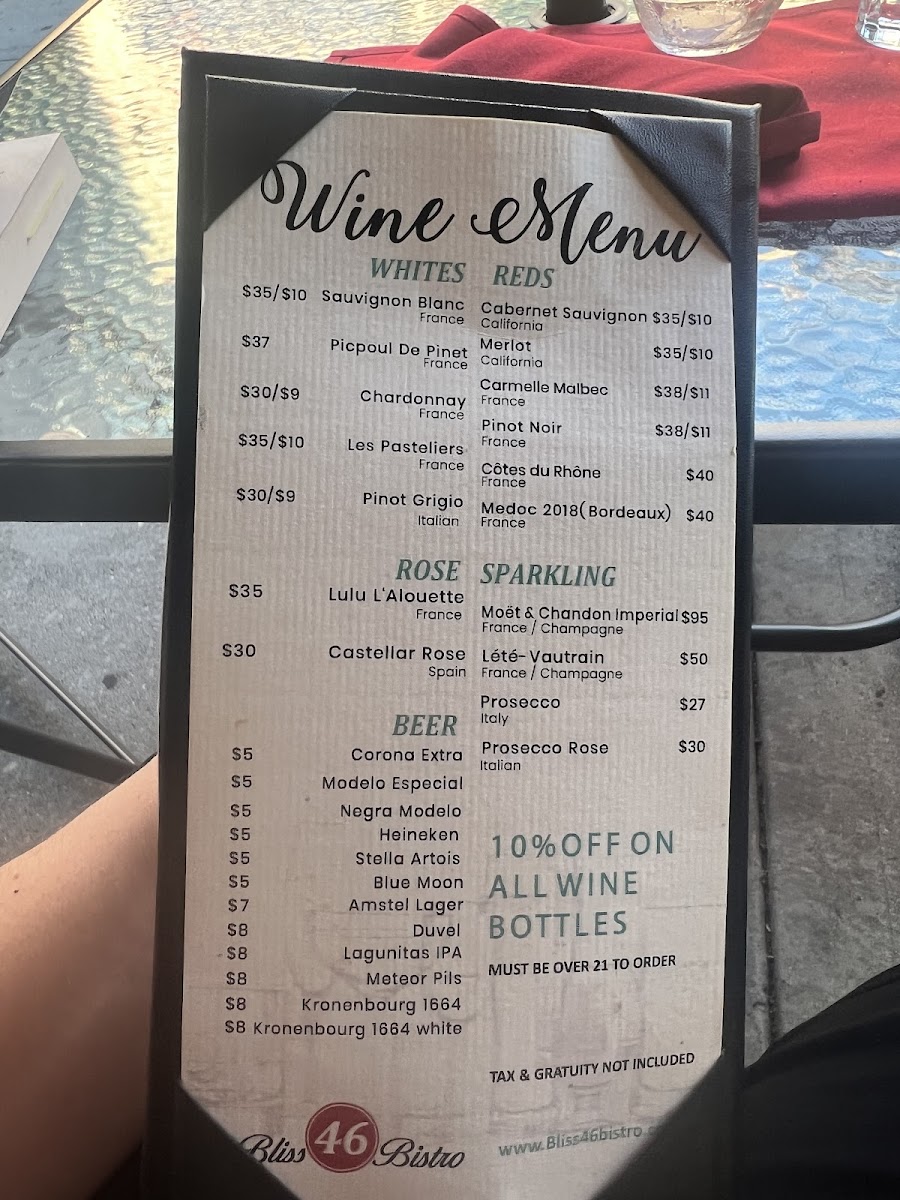 Wine Menu
WHITES
$35/$10 Sauvignon Blanc
France
$37 Picpoul De Pinet
France
$30/$9 Chardonnay
France
$35/$10 Les Pasteliers
France
$30/$9 Pinot Grigio
Italian
ROSE
$35 Lulu L'Alouette
France
$30 Castellar Rose
Spain
BEER
$5 Corona Extra
$5 Modelo Especial
$5 Negra Modelo
$5 Heineken
$5 Stella Artois
$5 Blue Moon
$7 Amstel Lager
$8 Duvel
$8 Lagunitas IPA
$8 Meteor Pils
$8 Kronenbourg 1664
$8 Kronenbourg 1664 white
REDS
Cabernet Sauvignon $35/$10
California
Merlot $35/$10
California
Carmelle Malbec $38/$11
France
Pinot Noir $38/$11
France
Côtes du Rhône $40
France
Medoc 2018(Bordeaux) $40
France
SPARKLING
Moët & Chandon Imperial $95
France / Champagne
Lété-Vautrain $50
France / Champagne
Prosecco $27
Italy
Prosecco Rose $30
Italian
10% OFF ON
ALL WINE
BOTTLES
MUST BE OVER 21 TO ORDER
TAX & GRATUITY NOT INCLUDED
Bliss 46 Bistro
www.Bliss46bistro.c